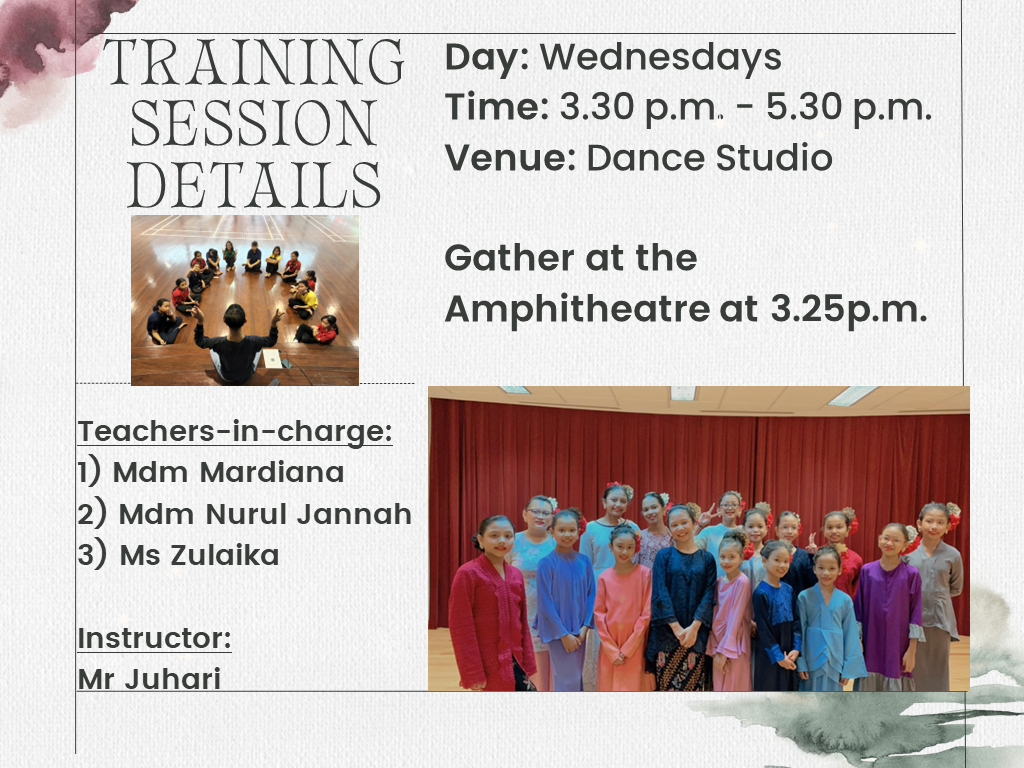 TRAINING
SESSION
DETAILS
Day: Wednesdays
Time: 3.30 p.m. - 5.30 p.m.
Venue: Dance Studio
Gather at the
Amphitheatre at 3.25p.m.
Teachers-in-charge:
1) Mdm Mardiana
2) Mdm Nurul Jannah
3) Ms Zulaika
Instructor:
Mr Juhari